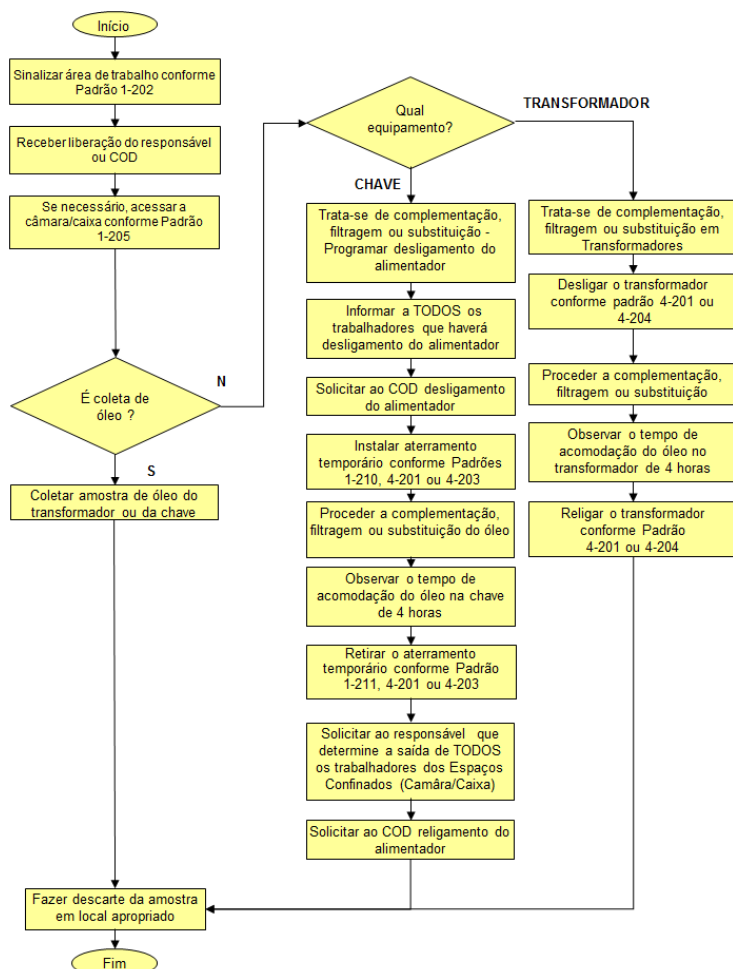 Início
Sinalizar área de trabalho conforme
Padrão 1-202
Receber liberação do responsável
ou COD
Se necessário, acessar a
câmara/caixa conforme Padrão
1-205
É coleta de
óleo ?
N
S
Coletar amostra de óleo do
transformador ou da chave
Qual
equipamento?
TRANSFORMADOR
CHAVE
Trata-se de complementação,
filtragem ou substituição -
Programar desligamento do
alimentador
Informar a TODOS os
trabalhadores que haverá
desligamento do alimentador
Solicitar ao COD desligamento
do alimentador
Instalar aterramento
temporário conforme Padrões
1-210, 4-201 ou 4-203
Proceder a complementação,
filtragem ou substituição do óleo
Observar o tempo de
acomodação do óleo na chave
de 4 horas
Retirar o aterramento
temporário conforme Padrão
1-211, 4-201 ou 4-203
Solicitar ao responsável que
determine a saída de TODOS
os trabalhadores dos Espaços
Confinados (Camâra/Caixa)
Solicitar ao COD religamento do
alimentador
Trata-se de complementação,
filtragem ou substituição em
Transformadores
Desligar o transformador
conforme padrão 4-201 ou
4-204
Proceder a complementação,
filtragem ou substituição
Observar o tempo de
acomodação do óleo no
transformador de 4 horas
Religar o transformador
conforme Padrão
4-201 ou 4-204
Fazer descarte da amostra
em local apropriado
Fim